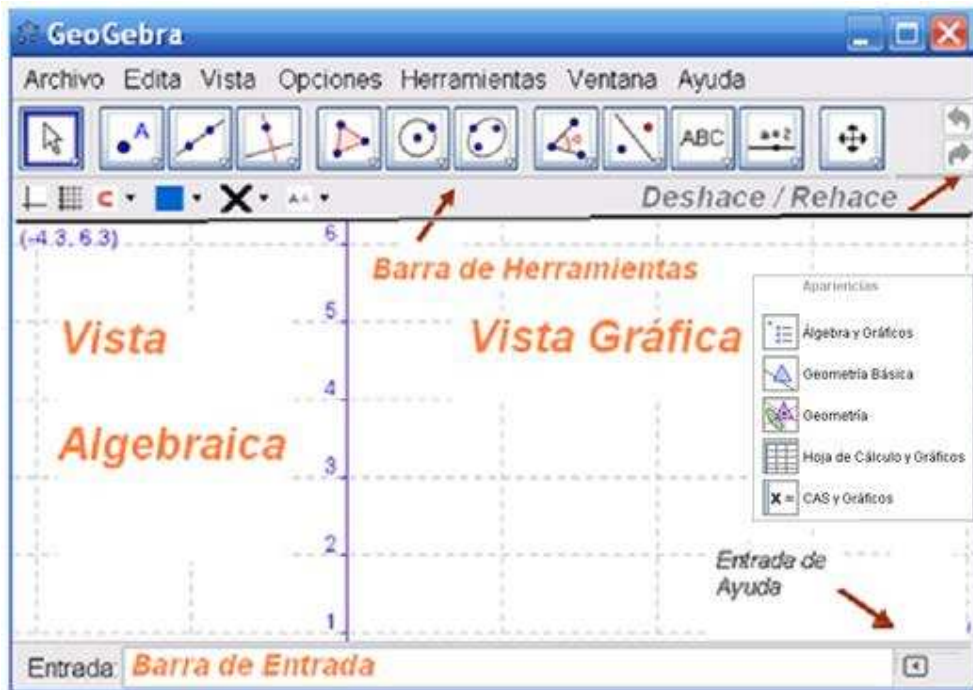 GeoGebra
Archivo Edita Vista Opciones Herramientas Ventana Ayuda
A
ABC
a=2
Deshace / Rehace
(-4.3, 6.3)
6
Barra de Herramientas
Apariencias
5
Vista
Vista Gráfica
Álgebra y Gráficos
Geometría Básica
4
Geometría
Algebraica
Hoja de Cálculo y Gráficos
3
x =
CAS y Gráficos
2
Entrada de
Ayuda
1
Entrada:
Barra de Entrada